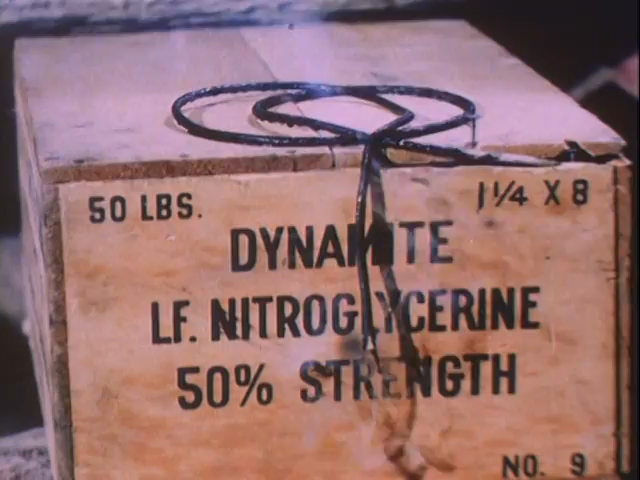 50 LBS. 1¼ X 8
DYNAMITE
LF. NITROGLYCERINE
50% STRENGTH
NO. 9